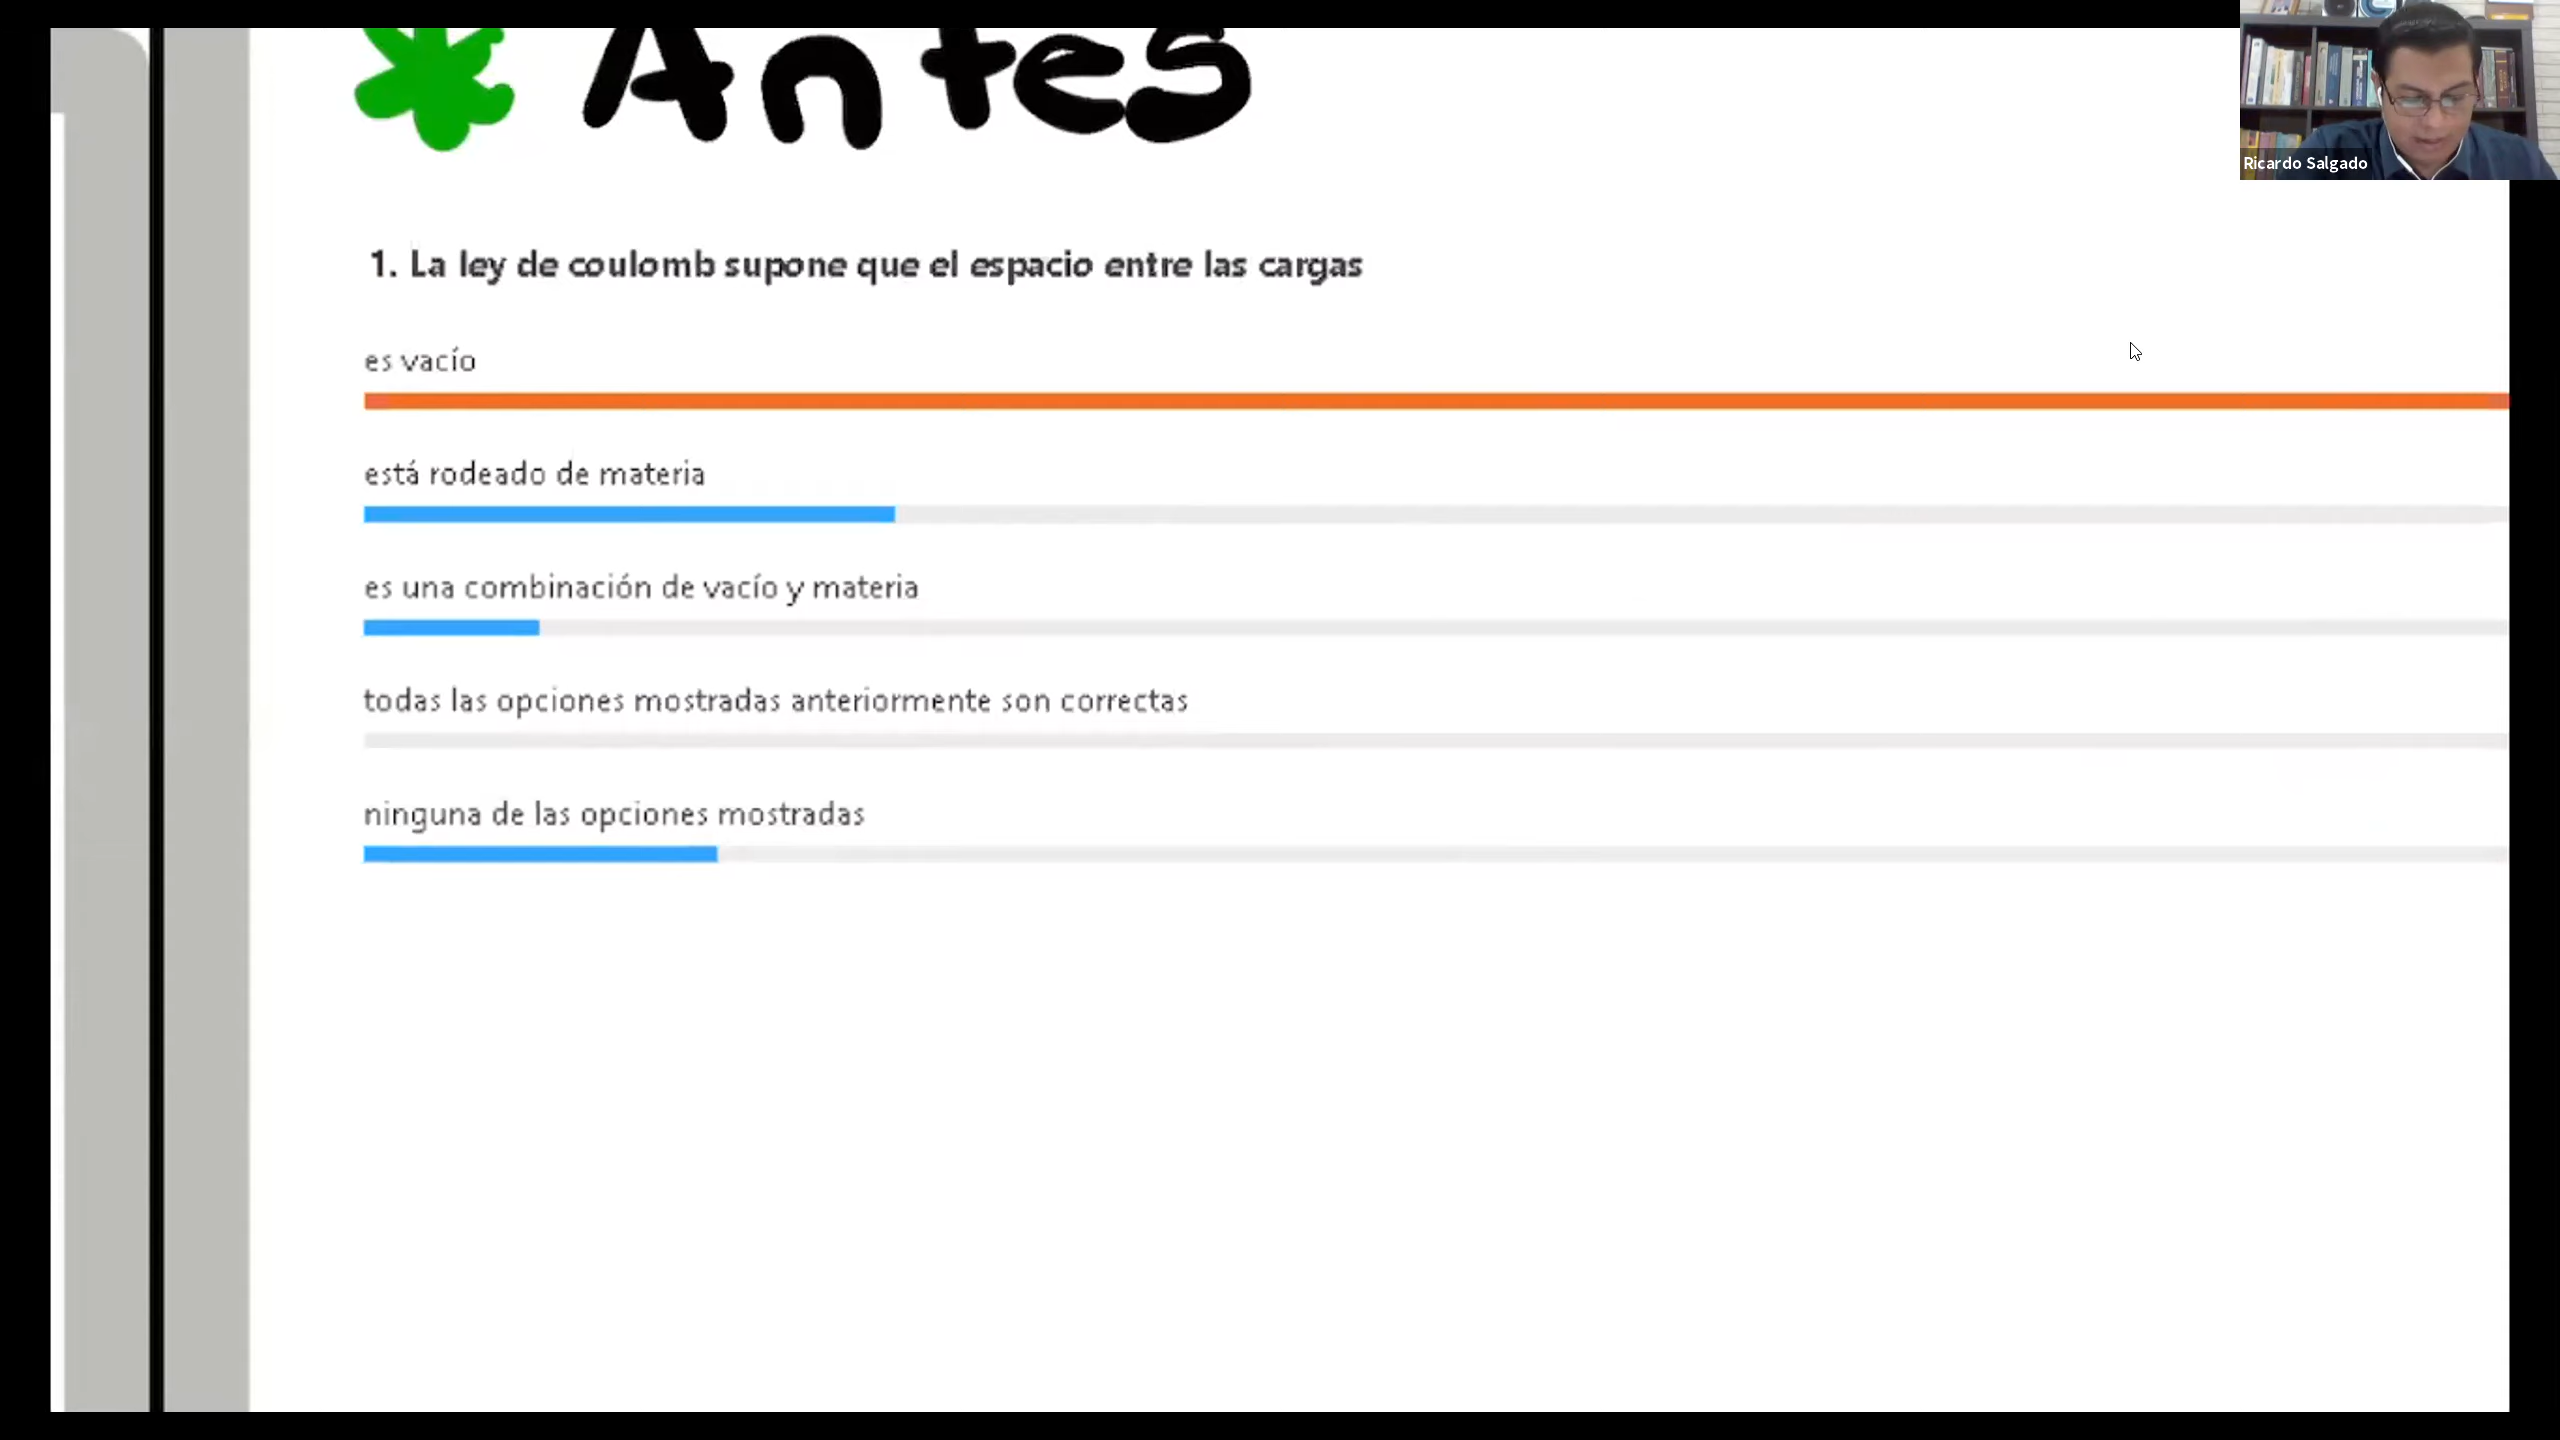 Antes
Ricardo Salgado
1. La ley de coulomb supone que el espacio entre las cargas
es vacío
está rodeado de materia
es una combinación de vacío y materia
todas las opciones mostradas anteriormente son correctas
ninguna de las opciones mostradas